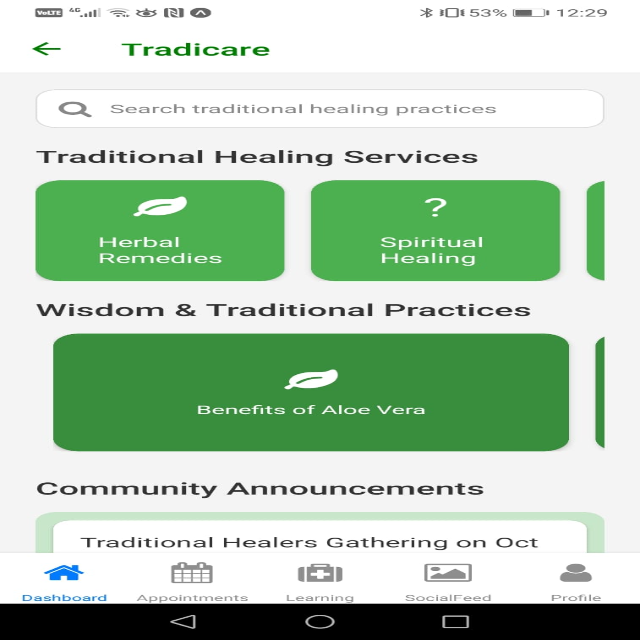 VoLTE 4G 53% 12:29
Tradicare
Search traditional healing practices
Traditional Healing Services
Herbal
Remedies
?
Spiritual
Healing
Wisdom & Traditional Practices
Benefits of Aloe Vera
Community Announcements
Traditional Healers Gathering on Oct
Dashboard Appointments Learning SocialFeed Profile